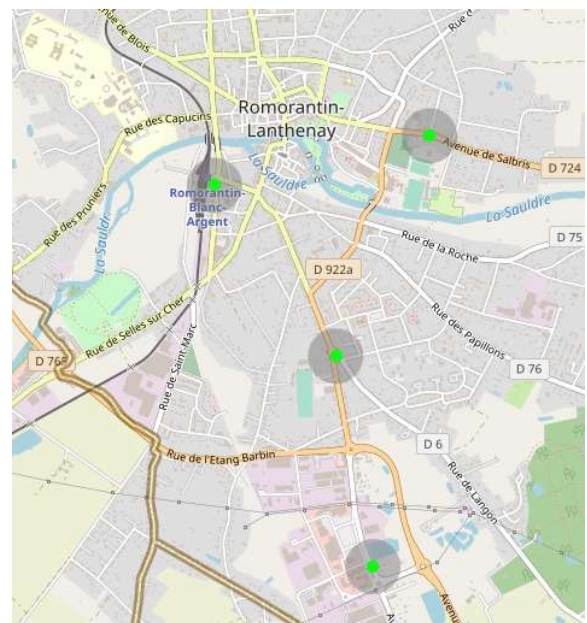 Avenue de Blois
Rue des Capucins
Romorantin-
Lanthenay
Avenue de Salbris
D 724
La Sauldre
Romorantin-
Blanc-
Argent
Rue des Pruniers
La Sauldr
La Sauldre
Rue de la Roche
D 75
D 922a
Rue de Selles sur Cher
Rue des Papillons
D 765
Rue de Saint-Marc
D 76
D 6
Rue de l'Etang Barbin
Rue de Langon
Avenue